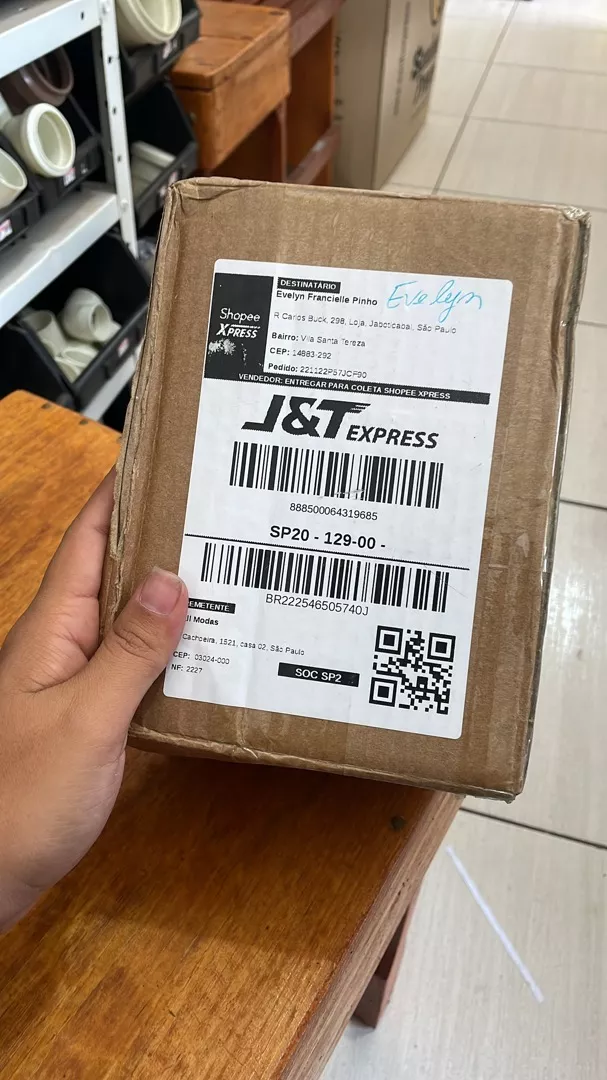 DESTINATÁRIO
Evelyn Francielle Pinho
Evelyn
R Carlos Buck, 298, Loja, Jaboticabal, São Paulo
Shopee
XPRESS
Bairro: Vila Santa Tereza
CEP: 14883-292
Pedido: 221122P57JCF90
VENDEDOR: ENTREGAR PARA COLETA SHOPEE XPRESS
J&T EXPRESS
888500064319685
SP20 - 129-00 -
BR222546505740J
REMETENTE
Modas
Cachoeira, 1521, casa 02, São Paulo
CEP: 03024-000
NF: 2227
SOC SP2